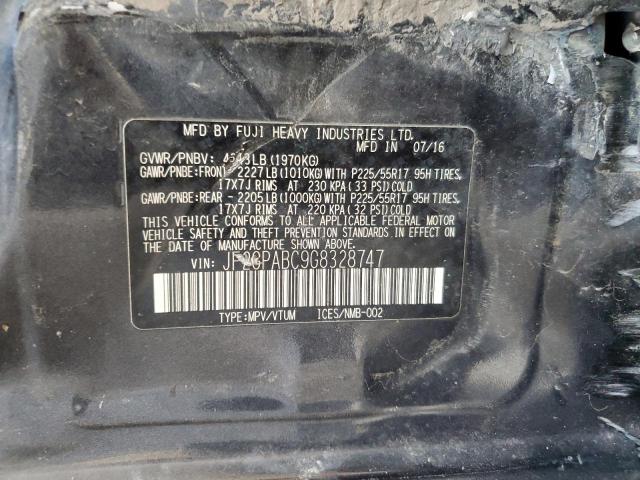 MFD BY FUJI HEAVY INDUSTRIES LTD.
MFD IN 07/16
GVWR/PNBV: 4343LB(1970KG)
GAWR/PNBE:FRONT- 2227LB(1010KG)WITH P225/55R17 95H TIRES,
17X7J RIMS AT 230 KPA(33 PSI)COLD
GAWR/PNBE:REAR - 2205LB(1000KG)WITH P225/55R17 95H TIRES,
17X7J RIMS AT 220 KPA(32 PSI)COLD
THIS VEHICLE CONFORMS TO ALL APPLICABLE FEDERAL MOTOR
VEHICLE SAFETY, BUMPER, AND THEFT PREVENTION STANDARDS
IN EFFECT ON THE DATE OF MANUFACTURE SHOWN ABOVE.
VIN: JF2GPABC9G8328747
TYPE:MPV/VTUM ICES/NMB-002